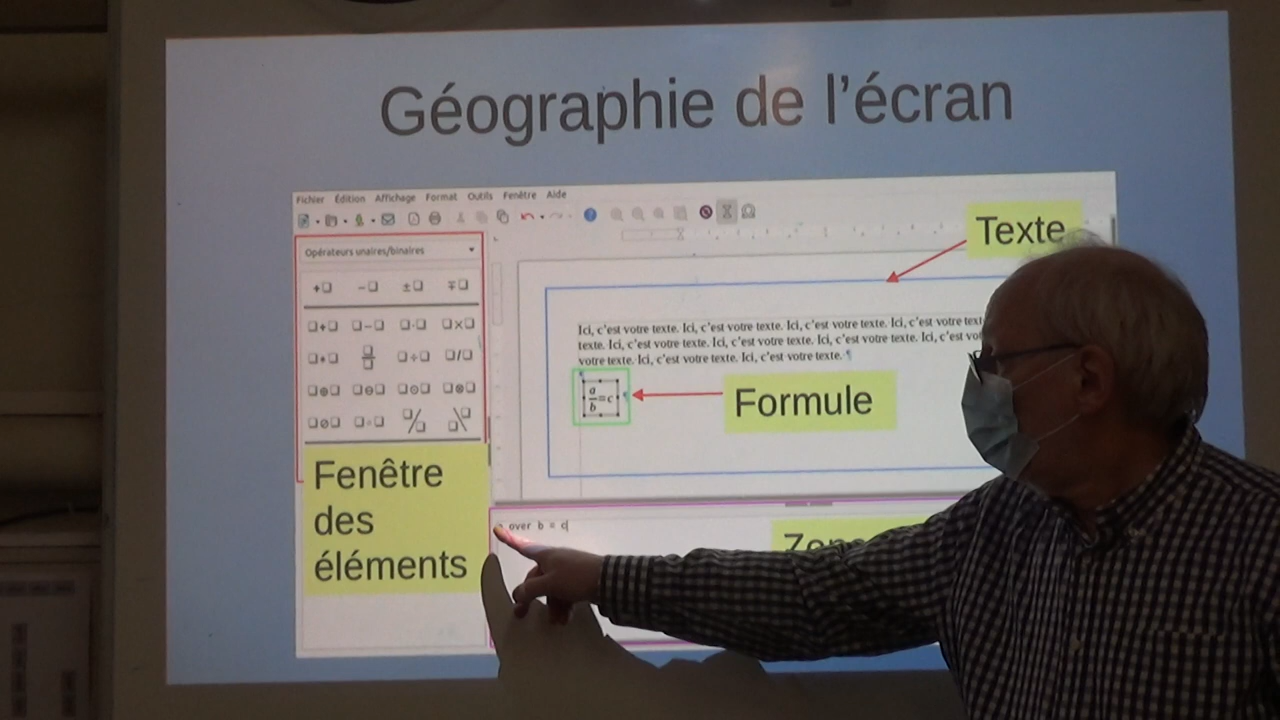 Géographie de l'écran
Fichier Édition Affichage Format Outils Fenêtre Aide
Opérateurs unaires/binaires
Texte
Ici, c'est votre texte. Ici, c'est votre texte. Ici, c'est votre texte. Ici, c'est votre
texte. Ici, c'est votre texte. Ici, c'est votre texte. Ici, c'est votre texte. Ici, c'est
votre texte. Ici, c'est votre texte. Ici, c'est votre texte. ¶
a
b =c
Formule
Fenêtre
des
éléments
over b = c